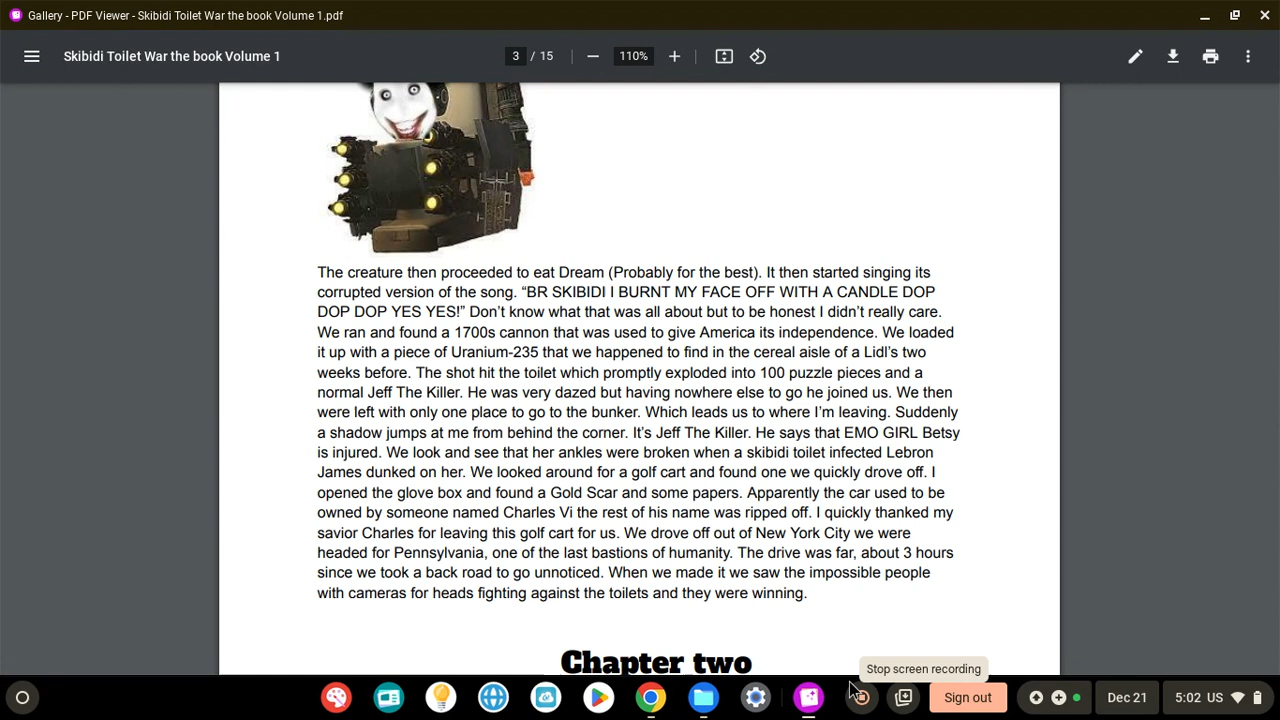 Gallery - PDF Viewer - Skibidi Toilet War the book Volume 1.pdf
Skibidi Toilet War the book Volume 1
3 / 15
110%
The creature then proceeded to eat Dream (Probably for the best). It then started singing its
corrupted version of the song. “BR SKIBIDI I BURNT MY FACE OFF WITH A CANDLE DOP
DOP DOP YES YES!” Don’t know what that was all about but to be honest I didn’t really care.
We ran and found a 1700s cannon that was used to give America its independence. We loaded
it up with a piece of Uranium-235 that we happened to find in the cereal aisle of a Lidl’s two
weeks before. The shot hit the toilet which promptly exploded into 100 puzzle pieces and a
normal Jeff The Killer. He was very dazed but having nowhere else to go he joined us. We then
were left with only one place to go to the bunker. Which leads us to where I’m leaving. Suddenly
a shadow jumps at me from behind the corner. It’s Jeff The Killer. He says that EMO GIRL Betsy
is injured. We look and see that her ankles were broken when a skibidi toilet infected Lebron
James dunked on her. We looked around for a golf cart and found one we quickly drove off. I
opened the glove box and found a Gold Scar and some papers. Apparently the car used to be
owned by someone named Charles Vi the rest of his name was ripped off. I quickly thanked my
savior Charles for leaving this golf cart for us. We drove off out of New York City we were
headed for Pennsylvania, one of the last bastions of humanity. The drive was far, about 3 hours
since we took a back road to go unnoticed. When we made it we saw the impossible people
with cameras for heads fighting against the toilets and they were winning.
Chapter two
Stop screen recording
Sign out
Dec 21
5:02 US